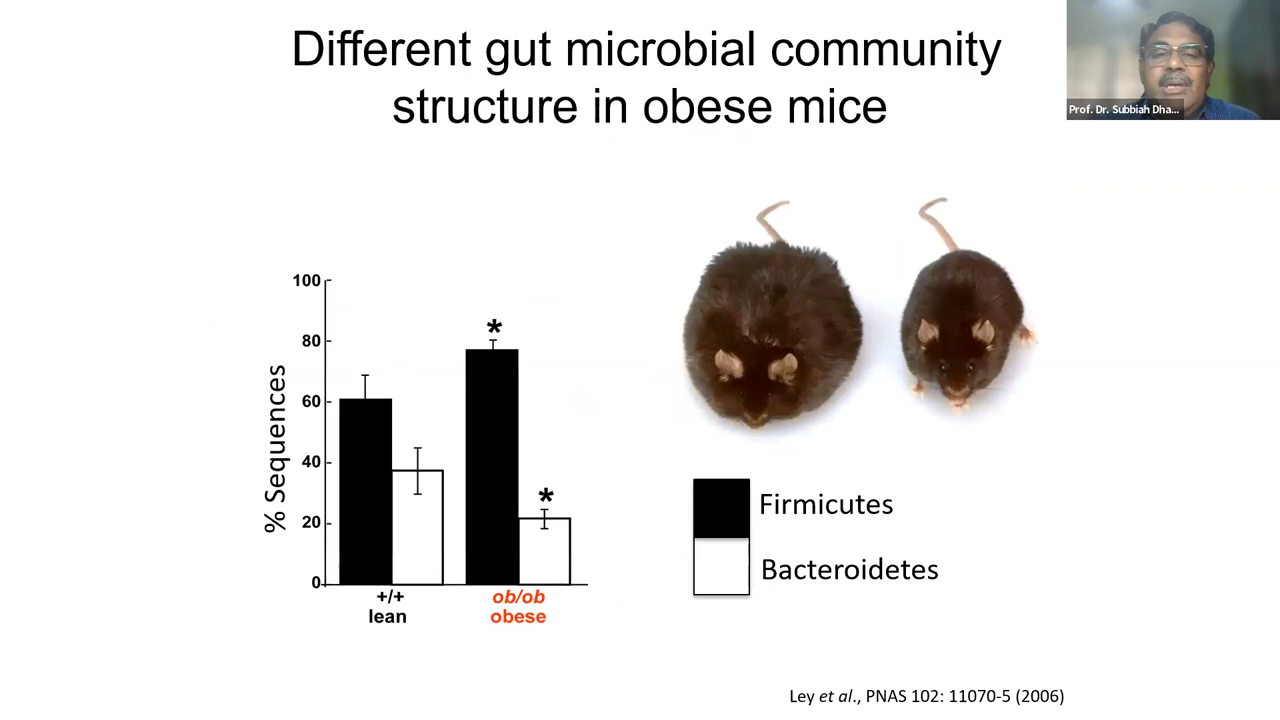 Different gut microbial community
structure in obese mice
Prof. Dr. Subbiah Dha...
% Sequences
100
80
60
40
20
0
*
*
+/+
lean
ob/ob
obese
Firmicutes
Bacteroidetes
Ley et al., PNAS 102: 11070-5 (2006)